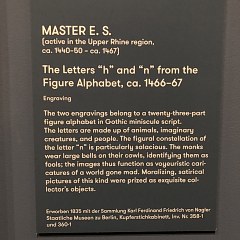 MASTER E. S.
(active in the Upper Rhine region,
ca. 1440-50 – ca. 1467)
The Letters “h” and “n” from the
Figure Alphabet, ca. 1466–67
Engraving
The two engravings belong to a twenty-three-part
figure alphabet in Gothic miniscule script.
The letters are made up of animals, imaginary
creatures, and people. The figural constellation of
the letter “n” is particularly salacious. The monks
wear large bells on their cowls, identifying them as
fools; the images thus function as voyeuristic cari-
catures of a world gone mad. Moralizing, satirical
pictures of this kind were prized as exquisite col-
lector’s objects.
Erworben 1835 mit der Sammlung Karl Ferdinand Friedrich von Nagler
Staatliche Museen zu Berlin, Kupferstichkabinett, Inv. Nr. 358-1
und 360-1